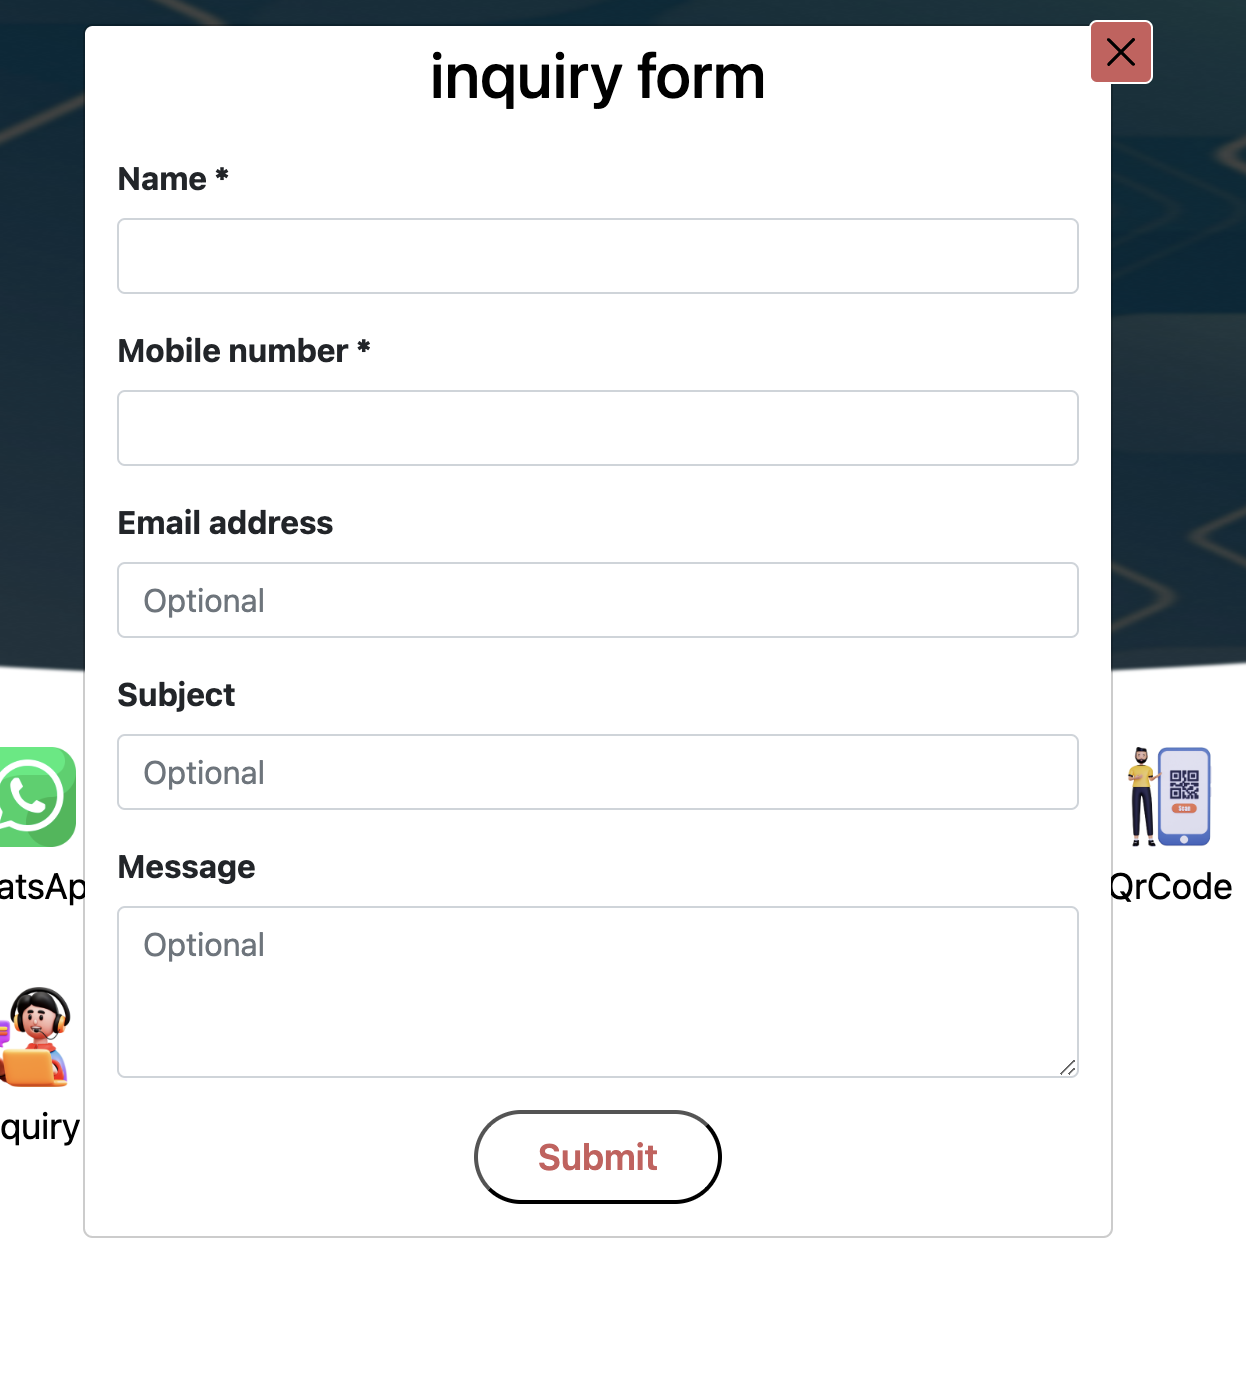 inquiry form
Name *
Mobile number *
Email address
Optional
Subject
Optional
Message
atsAp
QrCode
Optional
quiry
Submit